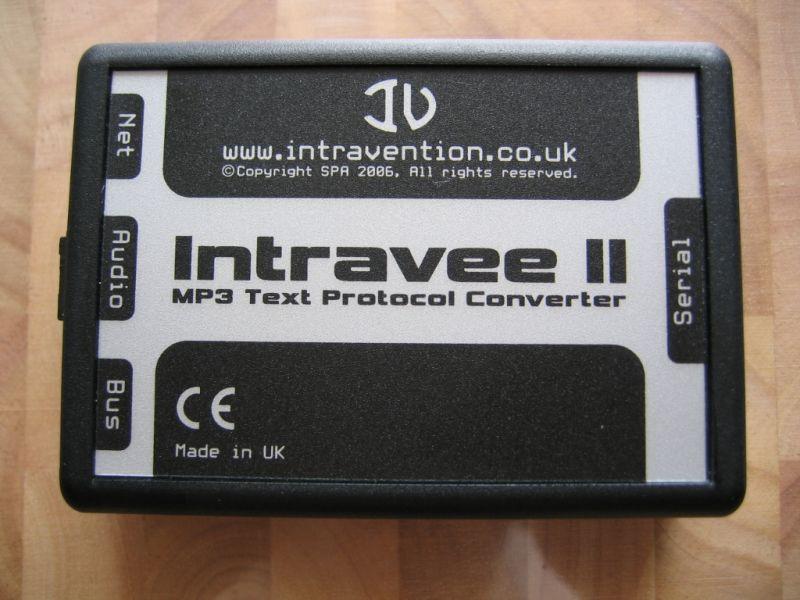 IV
www.intravention.co.uk
©Copyright SPA 2006, All rights reserved.
Net
Audio
Bus
Intravee II
MP3 Text Protocol Converter
Serial
CE
Made in UK